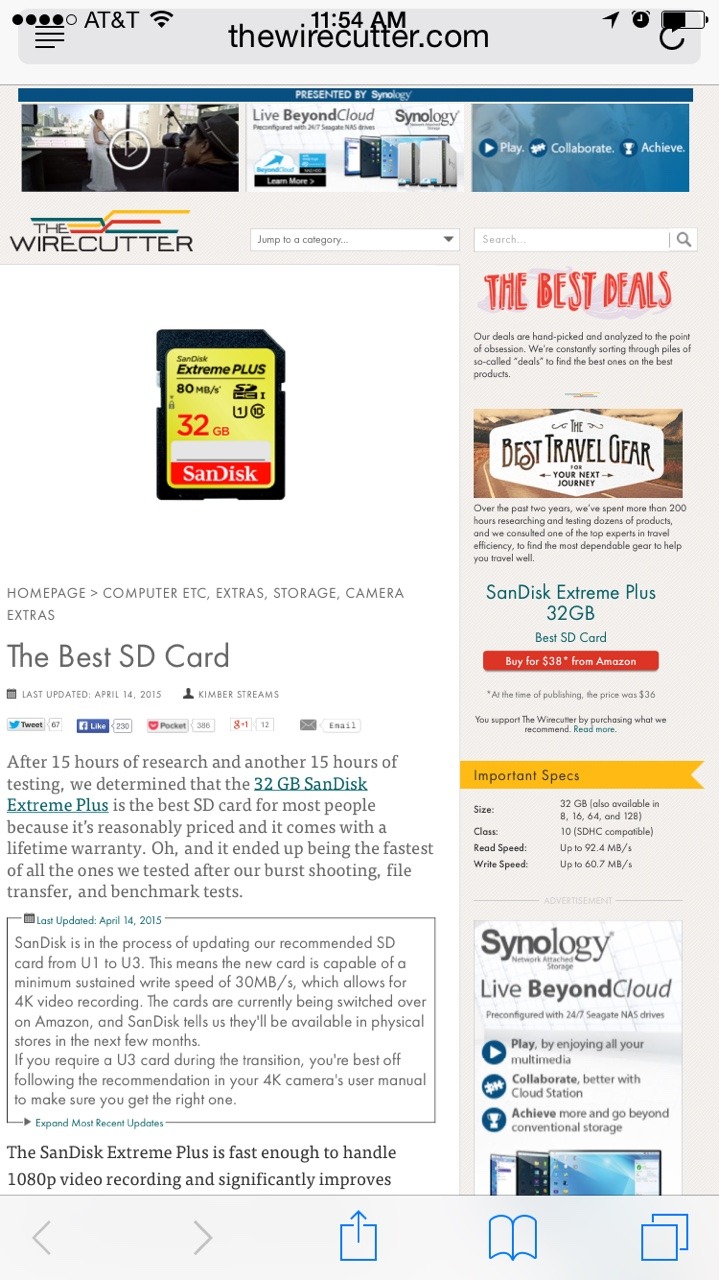 AT&T 11:54 AM
thewirecutter.com
PRESENTED BY Synology
Live BeyondCloud Synology
Preconfigured with 24/7 Seagate NAS drives
BeyondCloud
Learn More >
Play. Collaborate. Achieve.
THE
WIRECUTTER
Jump to a category...
Search...
THE BEST DEALS
Our deals are hand-picked and analyzed to the point
of obsession. We're constantly sorting through piles of
so-called "deals" to find the best ones on the best
products.
THE
BEST TRAVEL GEAR
FOR
YOUR NEXT
JOURNEY
Over the past two years, we've spent more than 200
hours researching and testing dozens of products,
and we consulted one of the top experts in travel
efficiency, to find the most dependable gear to help
you travel well.
SanDisk Extreme Plus
32GB
Best SD Card
Buy for $38* from Amazon
*At the time of publishing, the price was $36
You support The Wirecutter by purchasing what we
recommend. Read more.
Important Specs
Size: 32 GB (also available in
8, 16, 64, and 128)
Class: 10 (SDHC compatible)
Read Speed: Up to 92.4 MB/s
Write Speed: Up to 60.7 MB/s
ADVERTISEMENT
Synology
Network Attached
Storage
Live BeyondCloud
Preconfigured with 24/7 Seagate NAS drives
Play, by enjoying all your
multimedia
Collaborate, better with
Cloud Station
Achieve more and go beyond
conventional storage
SanDisk
Extreme PLUS
80 MB/s*
SD HC I
U1 10
32 GB
SanDisk
HOMEPAGE > COMPUTER ETC, EXTRAS, STORAGE, CAMERA
EXTRAS
The Best SD Card
LAST UPDATED: APRIL 14, 2015 KIMBER STREAMS
Tweet 67 Like 230 Pocket 386 g+1 12 Email
After 15 hours of research and another 15 hours of
testing, we determined that the 32 GB SanDisk
Extreme Plus is the best SD card for most people
because it's reasonably priced and it comes with a
lifetime warranty. Oh, and it ended up being the fastest
of all the ones we tested after our burst shooting, file
transfer, and benchmark tests.
Last Updated: April 14, 2015
SanDisk is in the process of updating our recommended SD
card from U1 to U3. This means the new card is capable of a
minimum sustained write speed of 30MB/s, which allows for
4K video recording. The cards are currently being switched over
on Amazon, and SanDisk tells us they'll be available in physical
stores in the next few months.
If you require a U3 card during the transition, you're best off
following the recommendation in your 4K camera's user manual
to make sure you get the right one.
Expand Most Recent Updates
The SanDisk Extreme Plus is fast enough to handle
1080p video recording and significantly improves